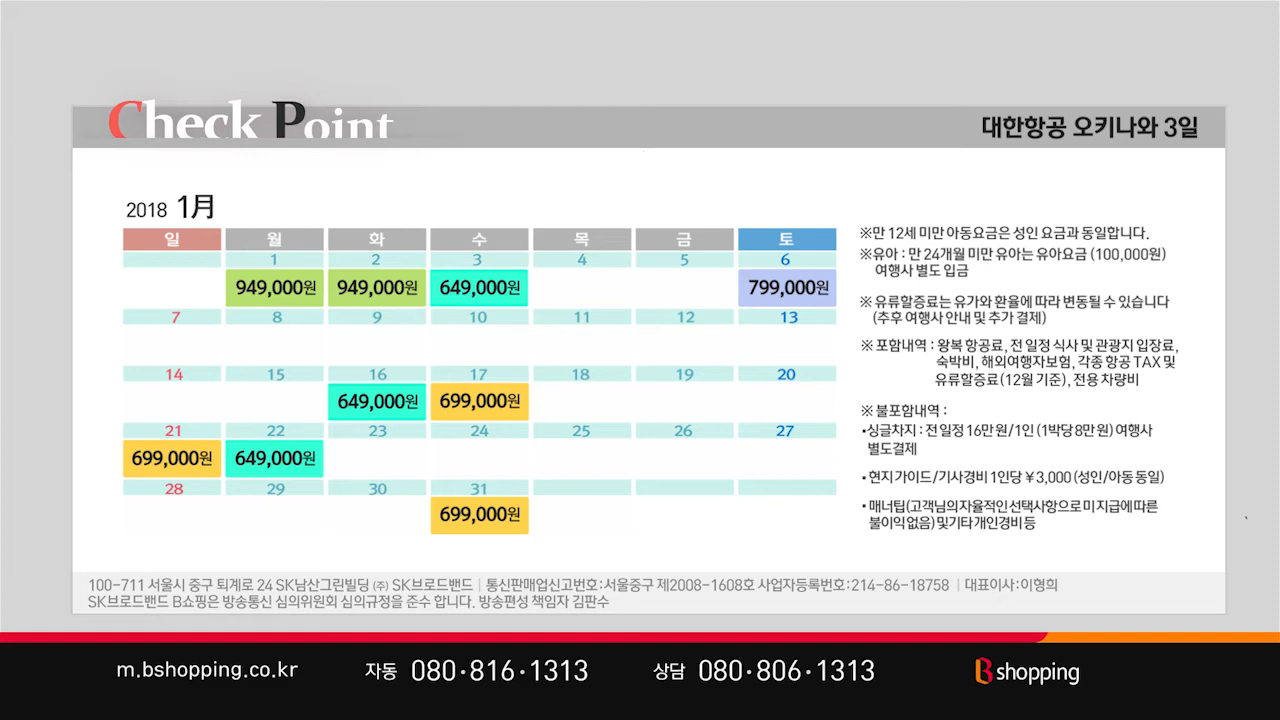 Check Point
대한항공 오키나와 3일
2018 1月
일 월 화 수 목 금 토
1 2 3 4 5 6
949,000원 949,000원 649,000원 799,000원
7 8 9 10 11 12 13
14 15 16 17 18 19 20
649,000원 699,000원
21 22 23 24 25 26 27
699,000원 649,000원
28 29 30 31
699,000원
※만 12세 미만 아동요금은 성인 요금과 동일합니다.
※유아 : 만 24개월 미만 유아는 유아요금 (100,000원)
여행사 별도 입금
※ 유류할증료는 유가와 환율에 따라 변동될 수 있습니다
(추후 여행사 안내 및 추가 결제)
※ 포함내역 : 왕복 항공료, 전 일정 식사 및 관광지 입장료,
숙박비, 해외여행자보험, 각종 항공 TAX 및
유류할증료 (12월 기준), 전용 차량비
※ 불포함내역 :
•싱글차지 : 전 일정 16만 원/1인 (1박당 8만 원) 여행사
별도결제
• 현지 가이드/기사경비 1인당 ¥3,000 (성인/아동 동일)
• 매너팁(고객님의 자율적인 선택사항으로 미지급에 따른
불이익 없음) 및 기타 개인경비 등
100-711 서울시 중구 퇴계로 24 SK남산그린빌딩 (주) SK브로드밴드 | 통신판매업신고번호:서울중구 제2008-1608호 사업자등록번호:214-86-18758 | 대표이사:이형희
SK브로드밴드 B쇼핑은 방송통신 심의위원회 심의규정을 준수 합니다. 방송편성 책임자 김판수
m.bshopping.co.kr 자동 080·816·1313 상담 080·806·1313 B shopping